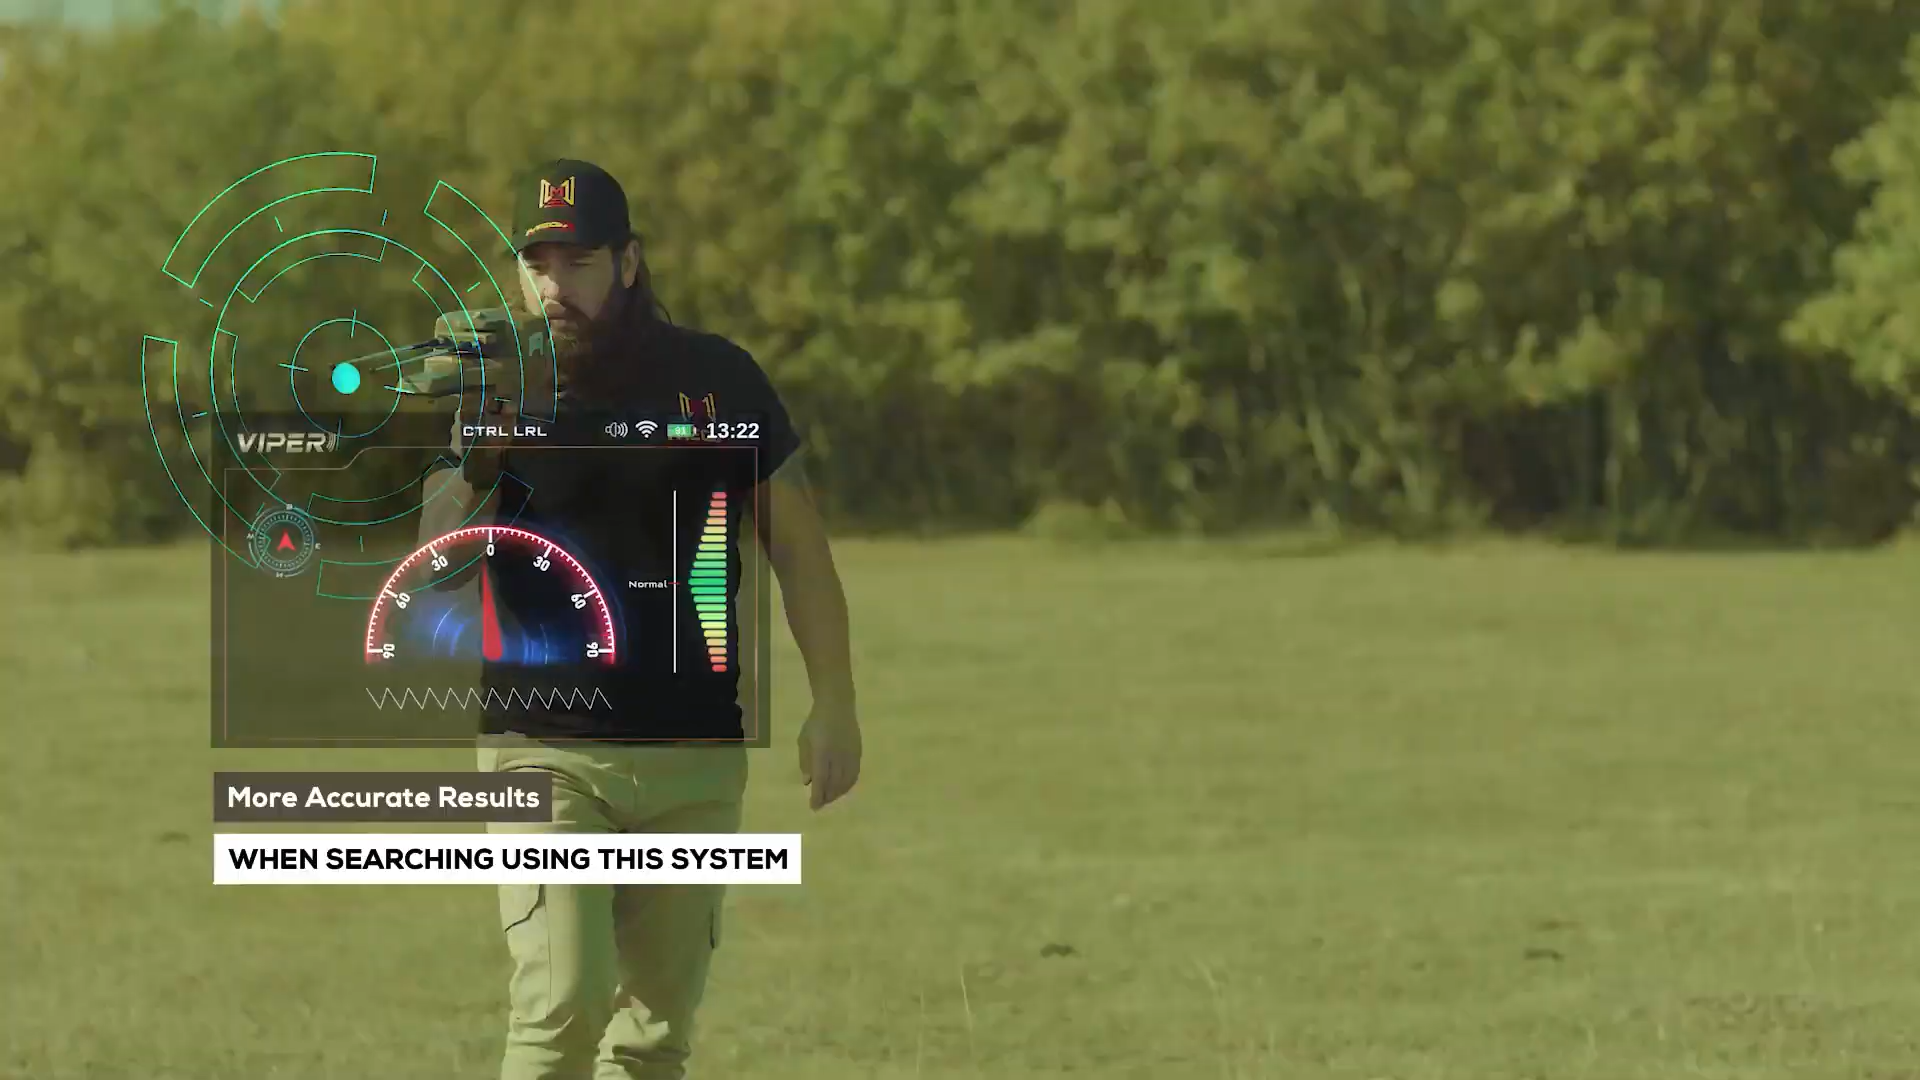 VIPER
CTRL LRL
91
13:22
Normal
0
30
30
60
60
90
90
More Accurate Results
WHEN SEARCHING USING THIS SYSTEM